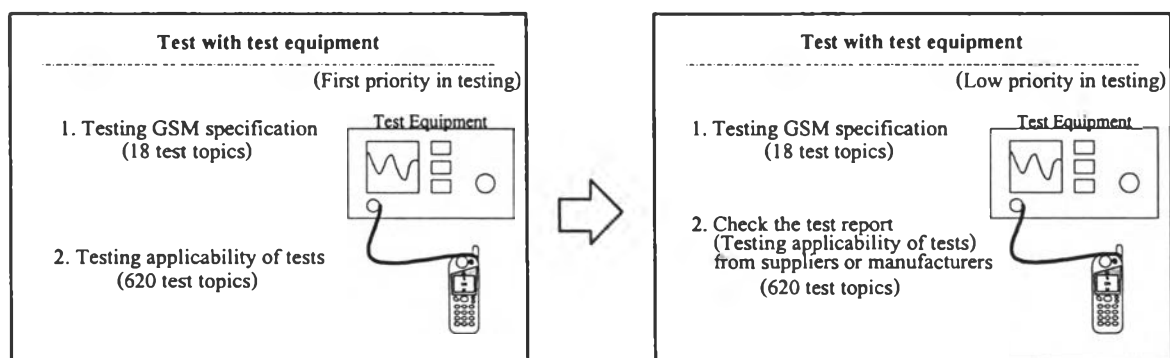 Test with test equipment
(First priority in testing)
1. Testing GSM specification
(18 test topics)
Test Equipment
2. Testing applicability of tests
(620 test topics)
Test with test equipment
(Low priority in testing)
1. Testing GSM specification
(18 test topics)
Test Equipment
2. Check the test report
(Testing applicability of tests)
from suppliers or manufacturers
(620 test topics)